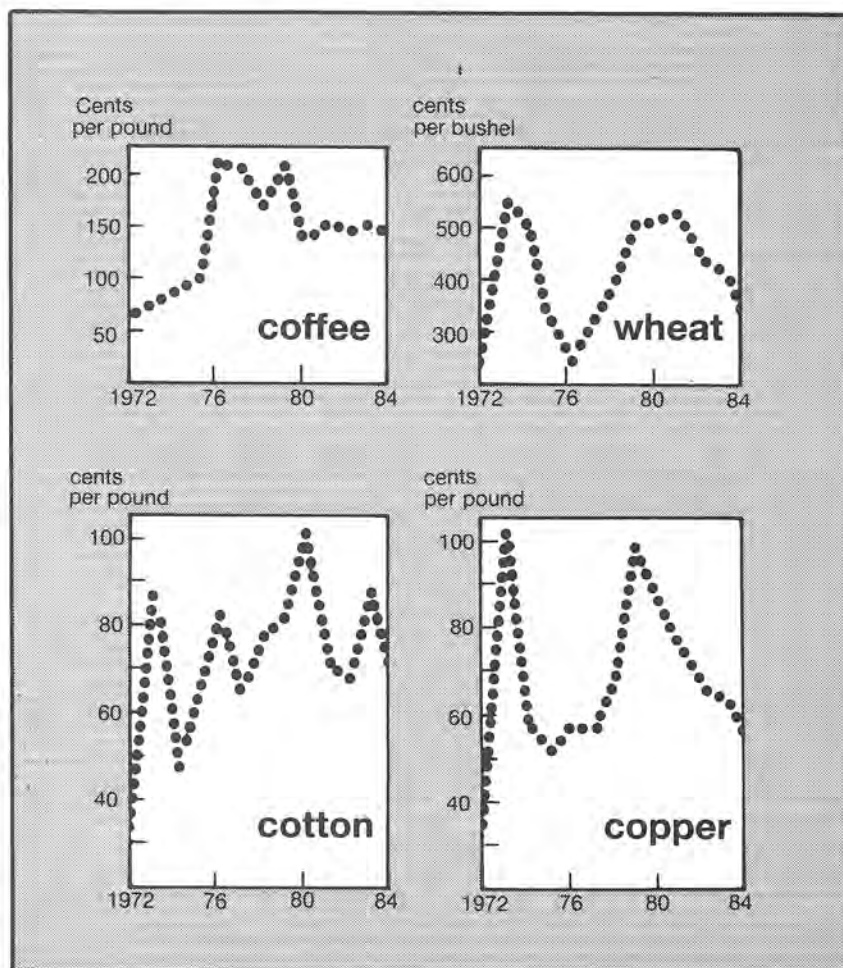 Cents
per pound
200
150
100
50
coffee
1972 76 80 84
cents
per bushel
600
500
400
300
wheat
1972 76 80 84
cents
per pound
100
80
60
40
cotton
1972 76 80 84
cents
per pound
100
80
60
40
copper
1972 76 80 84